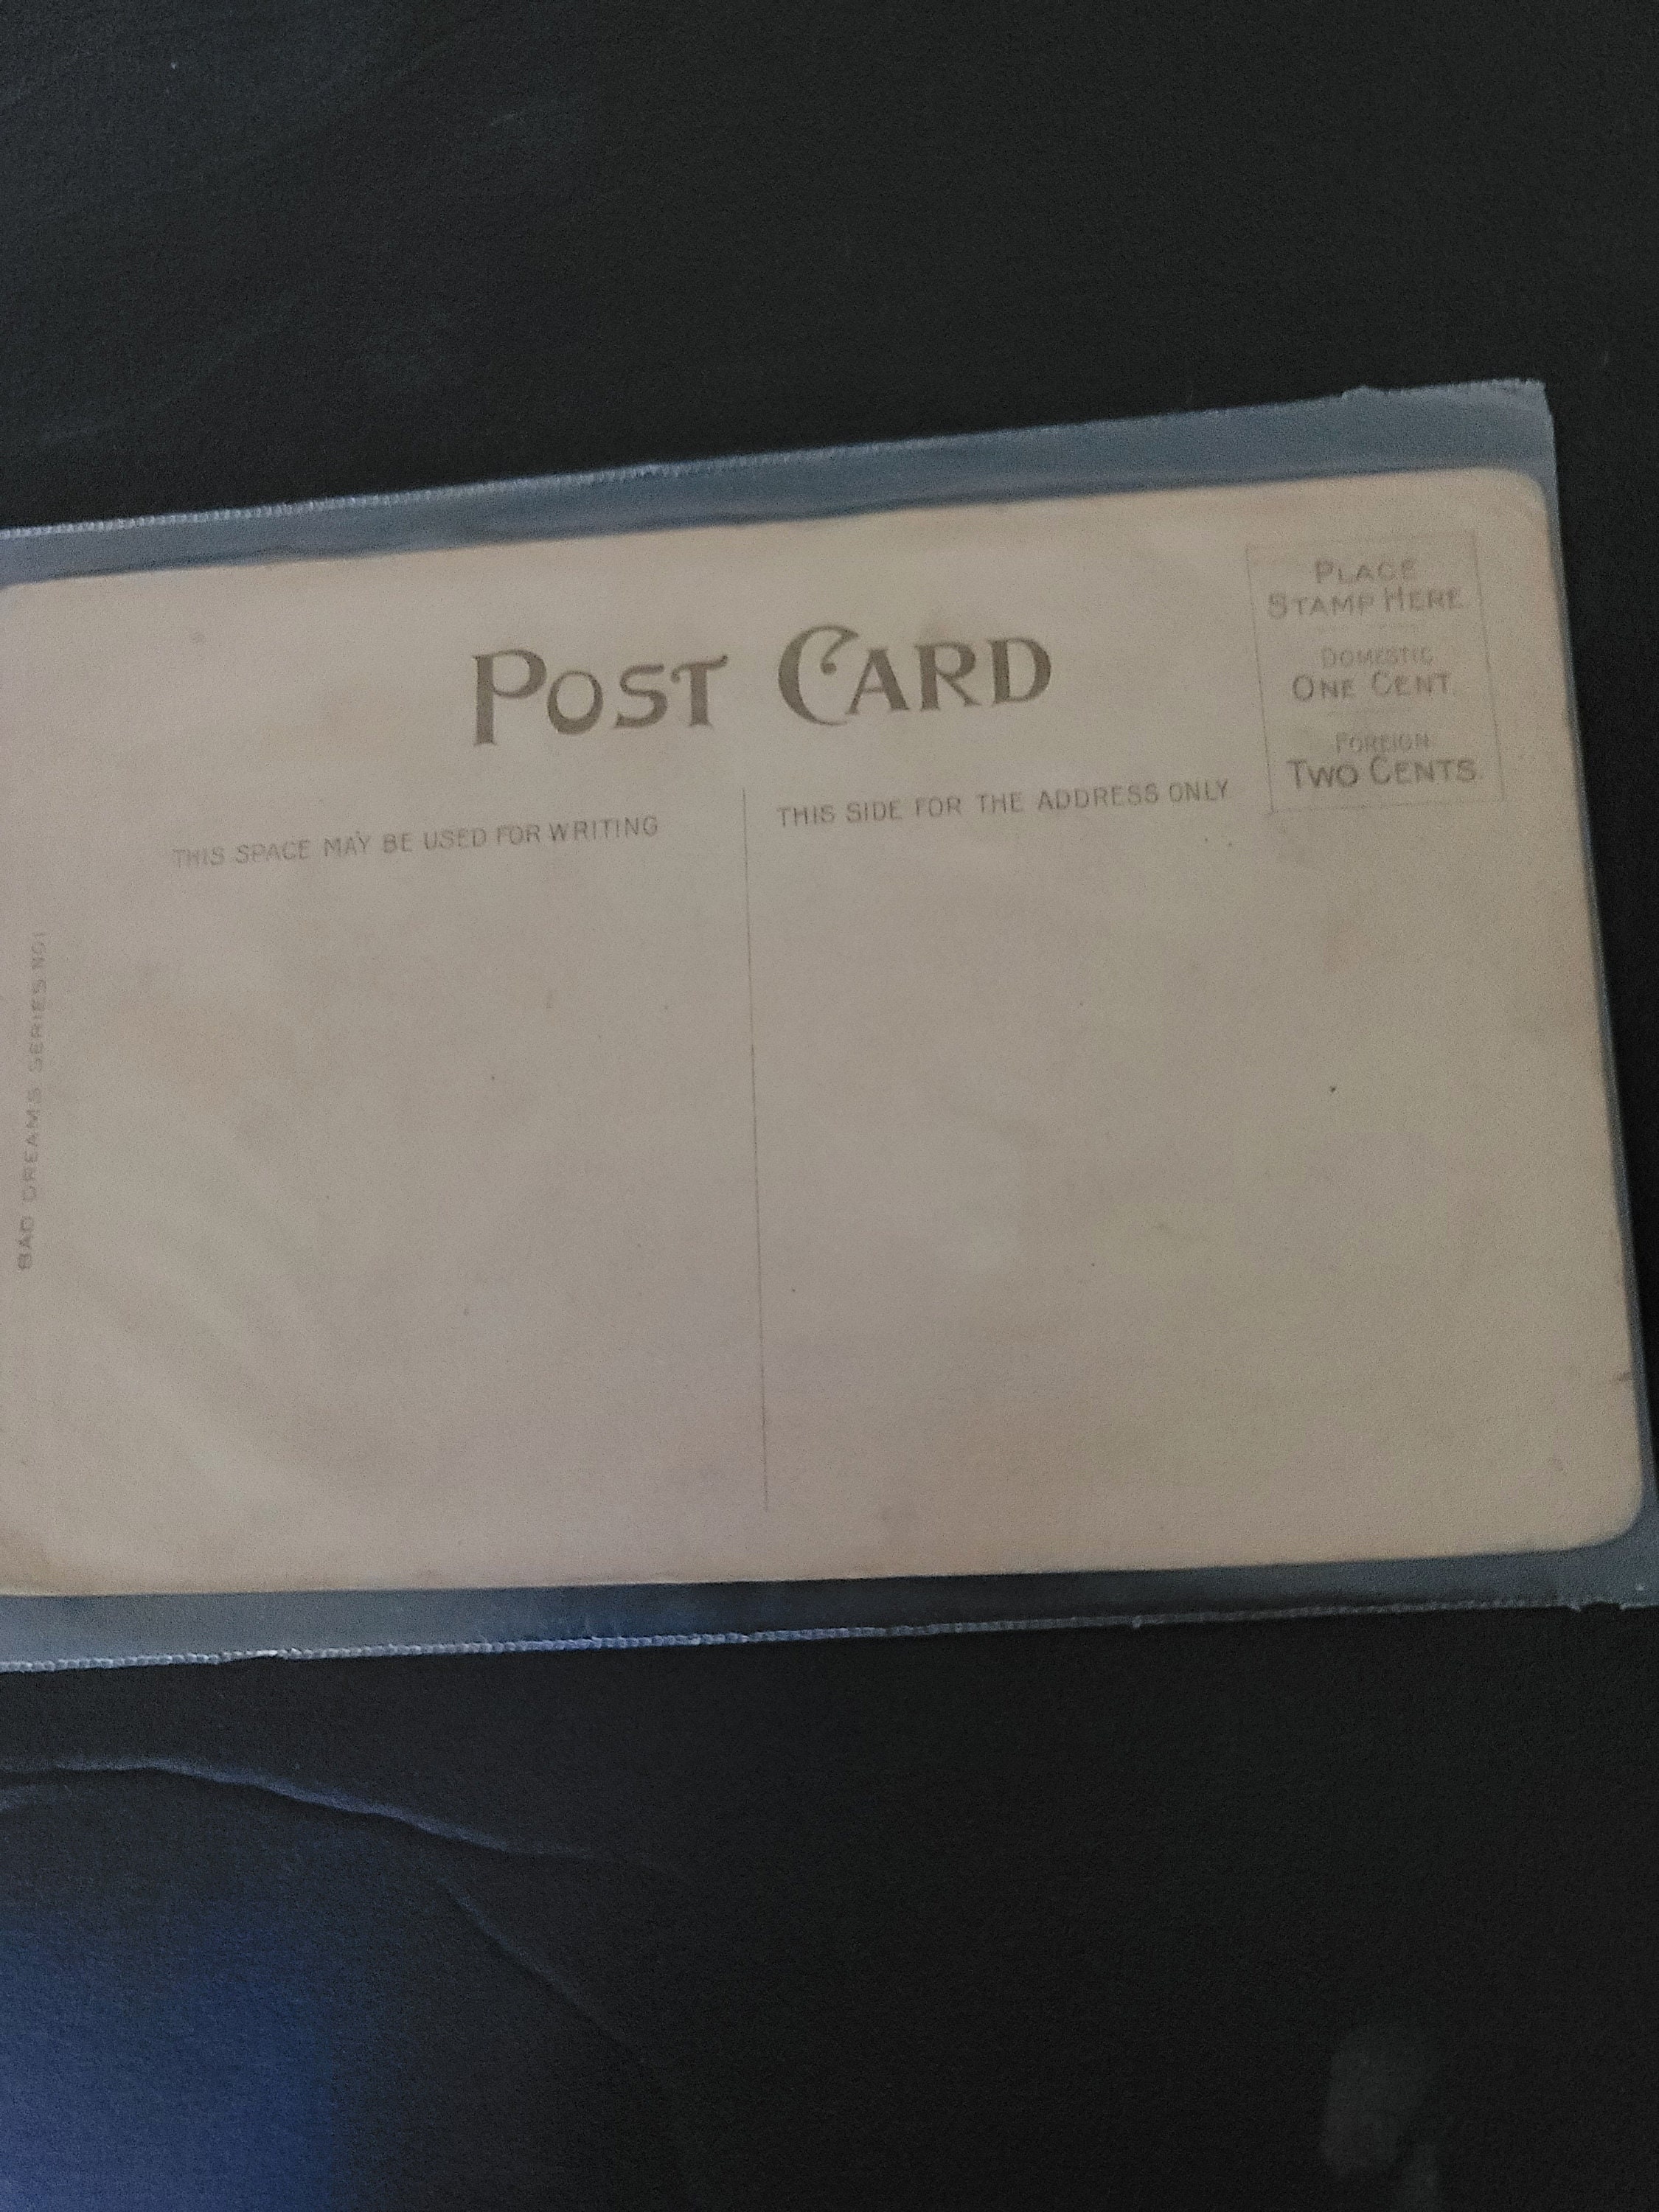 POST CARD
PLACE
STAMP HERE
DOMESTIC
ONE CENT
FOREIGN
TWO CENTS
THIS SPACE MAY BE USED FOR WRITING
THIS SIDE FOR THE ADDRESS ONLY
BAD DREAMS SERIES NO1